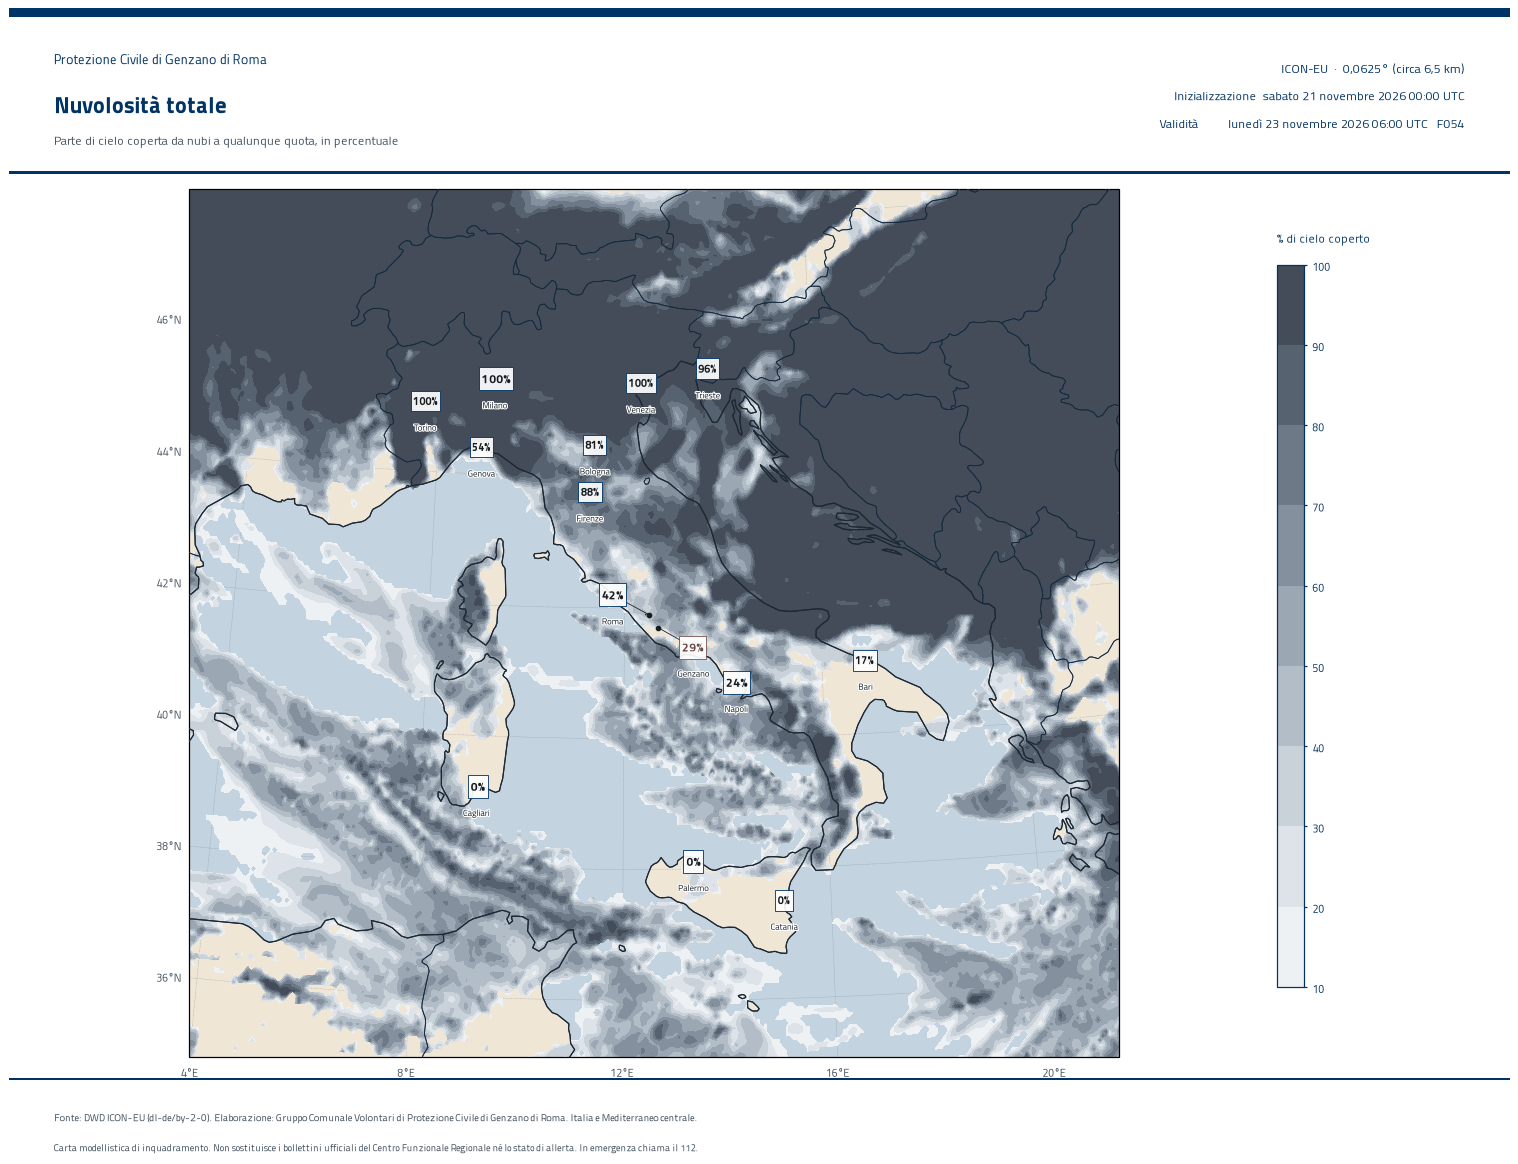 Protezione Civile di Genzano di Roma
Nuvolosità totale
Parte di cielo coperta da nubi a qualunque quota, in percentuale
ICON-EU · 0,0625° (circa 6,5 km)
Inizializzazione sabato 21 novembre 2026 00:00 UTC
Validità lunedì 23 novembre 2026 06:00 UTC F054
% di cielo coperto
100
90
80
70
60
50
40
30
20
10
46°N
44°N
42°N
40°N
38°N
36°N
4°E
8°E
12°E
16°E
20°E
100%
Torino
100%
Milano
100%
Venezia
96%
Trieste
54%
Genova
81%
Bologna
88%
Firenze
42%
Roma
29%
Genzano
24%
Napoli
17%
Bari
0%
Cagliari
0%
Palermo
0%
Catania
Fonte: DWD ICON-EU (dl-de/by-2-0). Elaborazione: Gruppo Comunale Volontari di Protezione Civile di Genzano di Roma. Italia e Mediterraneo centrale.
Carta modellistica di inquadramento. Non sostituisce i bollettini ufficiali del Centro Funzionale Regionale né lo stato di allerta. In emergenza chiama il 112.